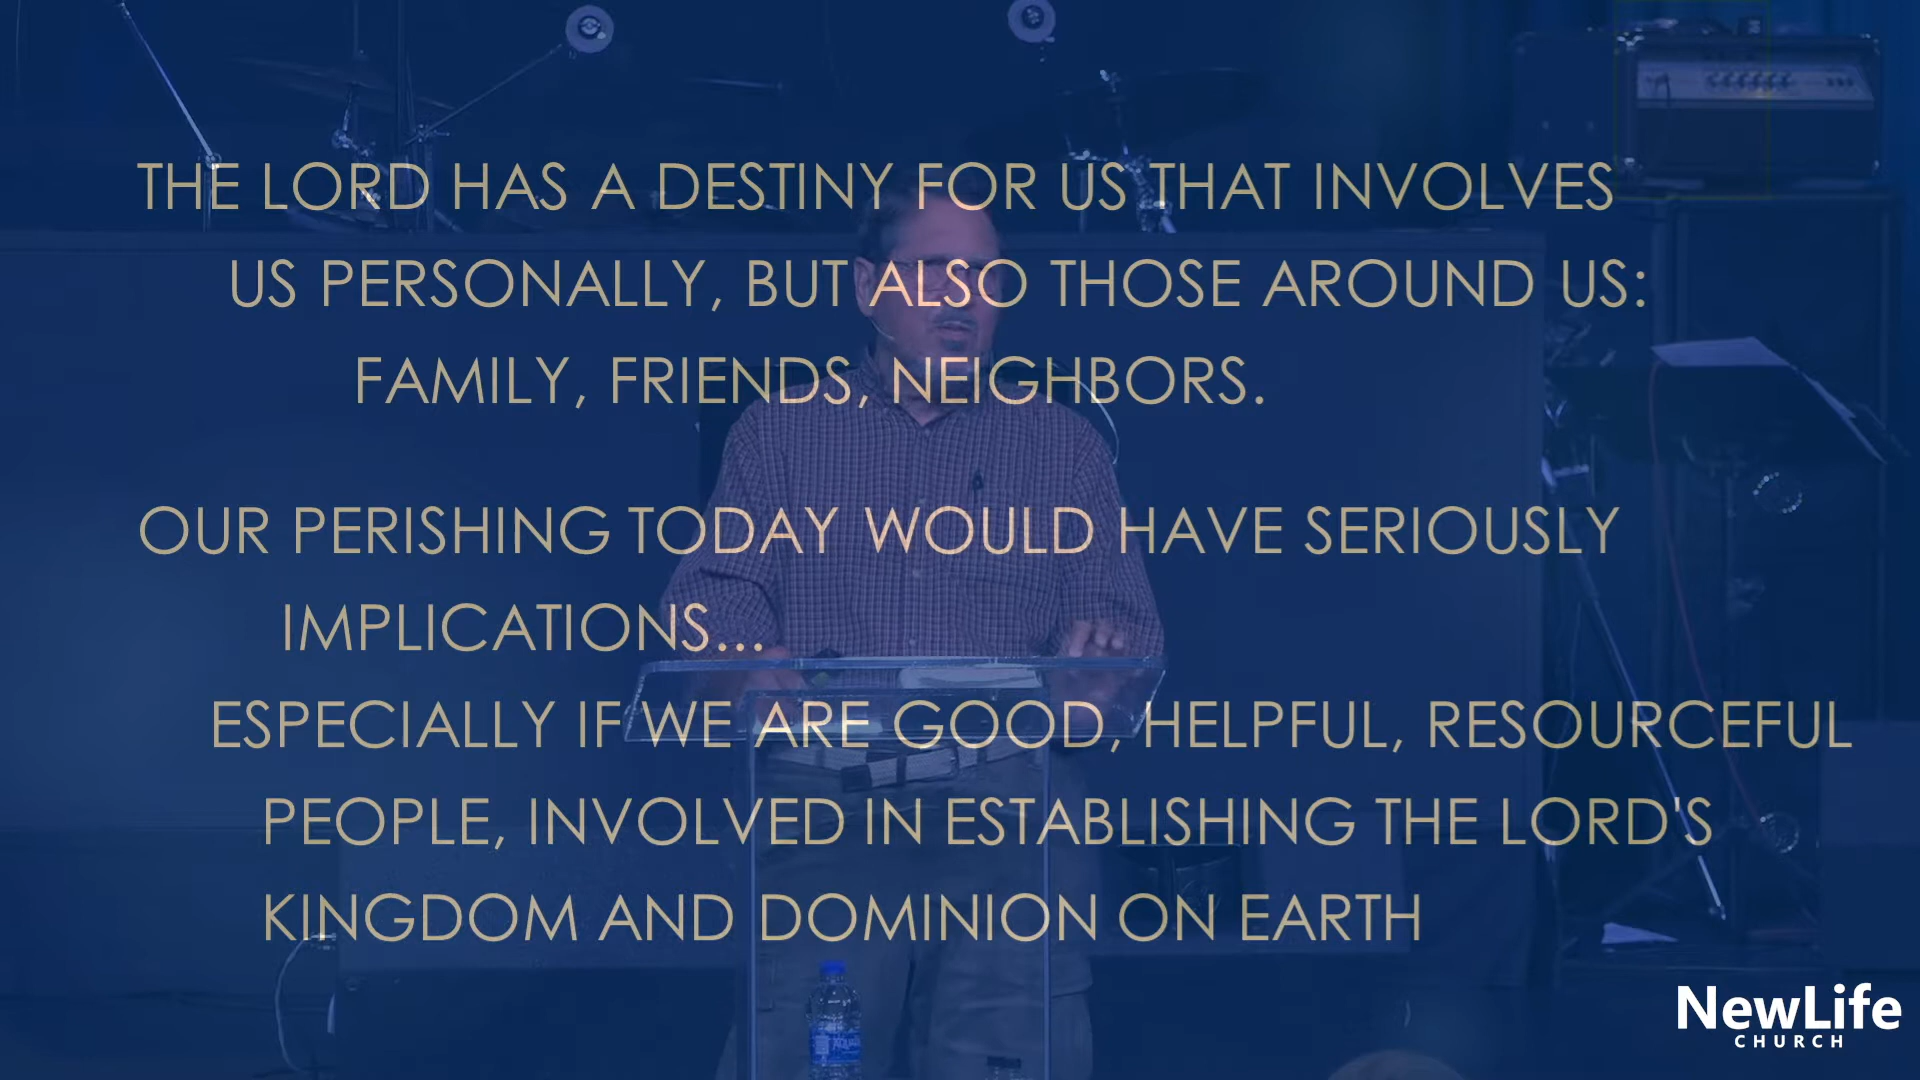 THE LORD HAS A DESTINY FOR US THAT INVOLVES
US PERSONALLY, BUT ALSO THOSE AROUND US:
FAMILY, FRIENDS, NEIGHBORS.
OUR PERISHING TODAY WOULD HAVE SERIOUSLY
IMPLICATIONS...
ESPECIALLY IF WE ARE GOOD, HELPFUL, RESOURCEFUL
PEOPLE, INVOLVED IN ESTABLISHING THE LORD'S
KINGDOM AND DOMINION ON EARTH
NewLife
CHURCH